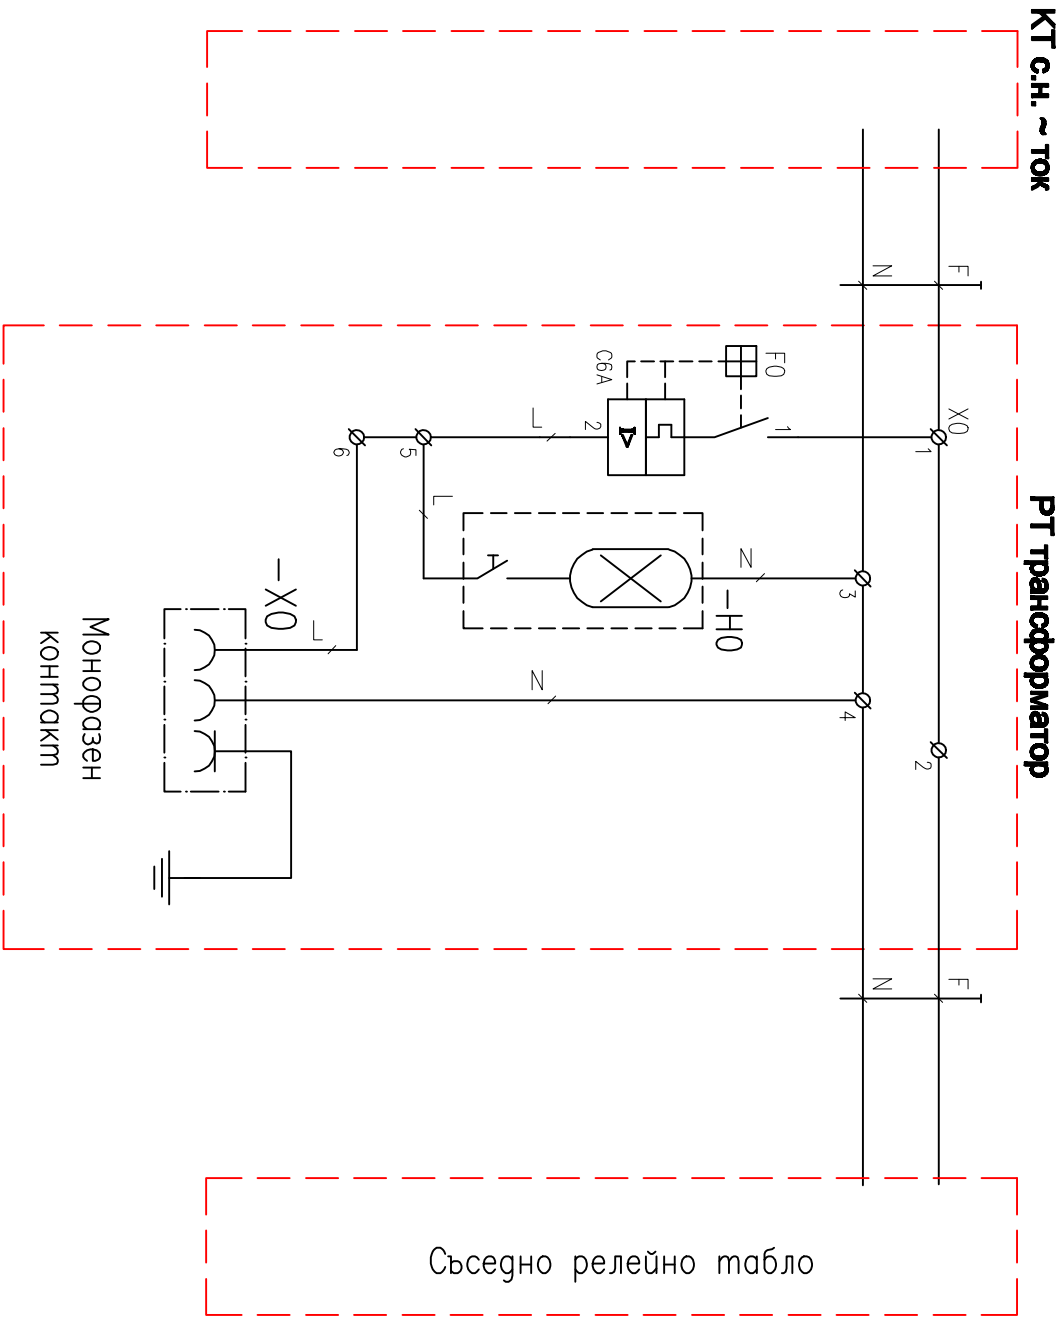 КТ с.н. ~ ток
РТ трансформатор
F
N
F
N
X0
1
2
3
4
F0
1
C6A
2
L
5
6
L
N
-H0
N
-X0
L
Монофазен
контакт
Съседно релейно табло